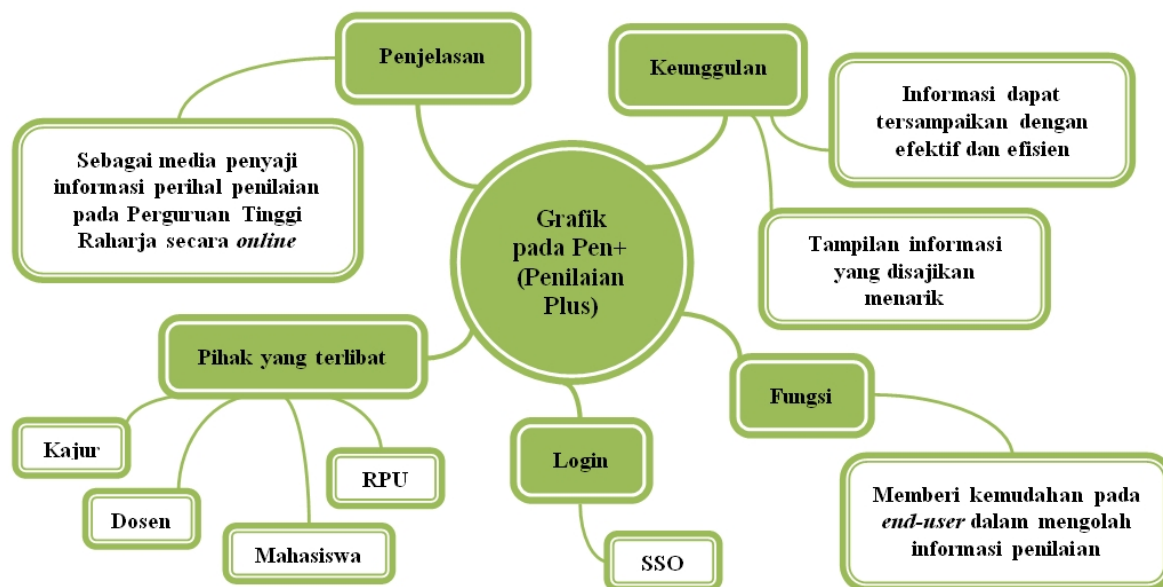 Penjelasan
Sebagai media penyaji
informasi perihal penilaian
pada Perguruan Tinggi
Raharja secara online
Keunggulan
Informasi dapat
tersampaikan dengan
efektif dan efisien
Tampilan informasi
yang disajikan
menarik
Grafik
pada Pen+
(Penilaian
Plus)
Pihak yang terlibat
Kajur
Dosen
Mahasiswa
RPU
Login
SSO
Fungsi
Memberi kemudahan pada
end-user dalam mengolah
informasi penilaian